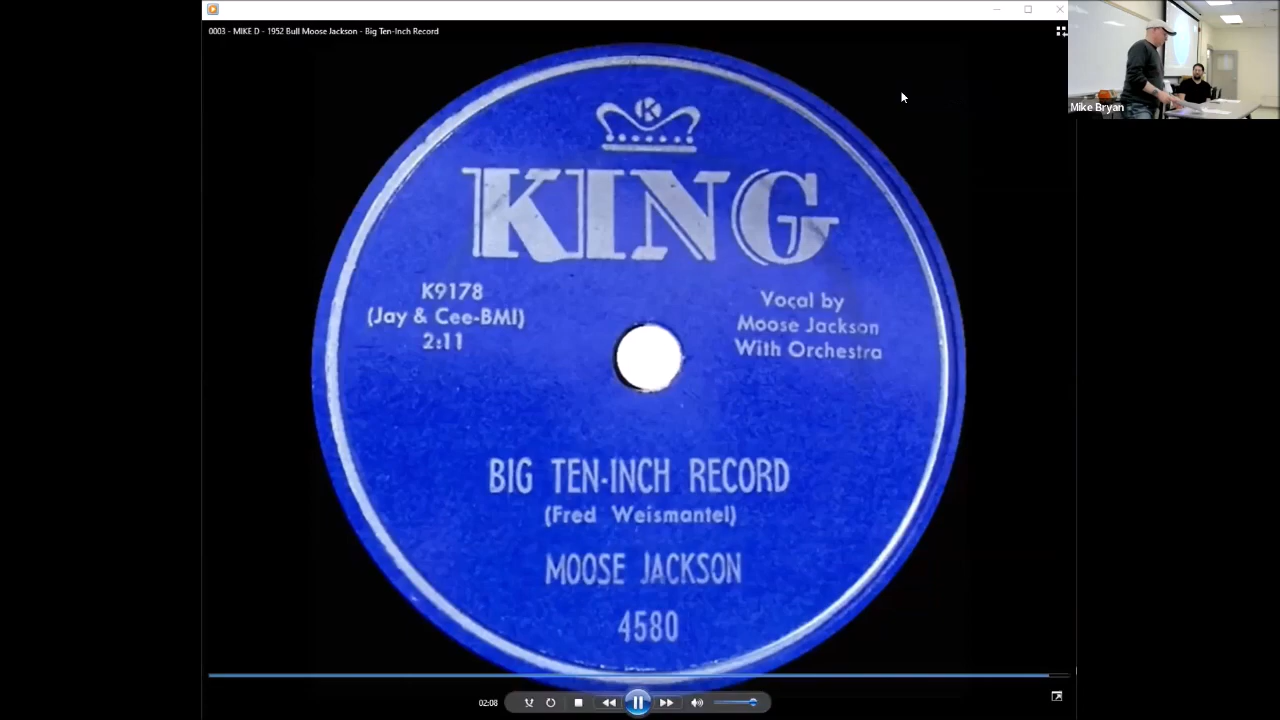 0003 - MIKE D - 1952 Bull Moose Jackson - Big Ten-Inch Record
Mike Bryan
K
KING
K9178
(Jay & Cee-BMI)
2:11
Vocal by
Moose Jackson
With Orchestra
BIG TEN-INCH RECORD
(Fred Weismantel)
MOOSE JACKSON
4580
02:08